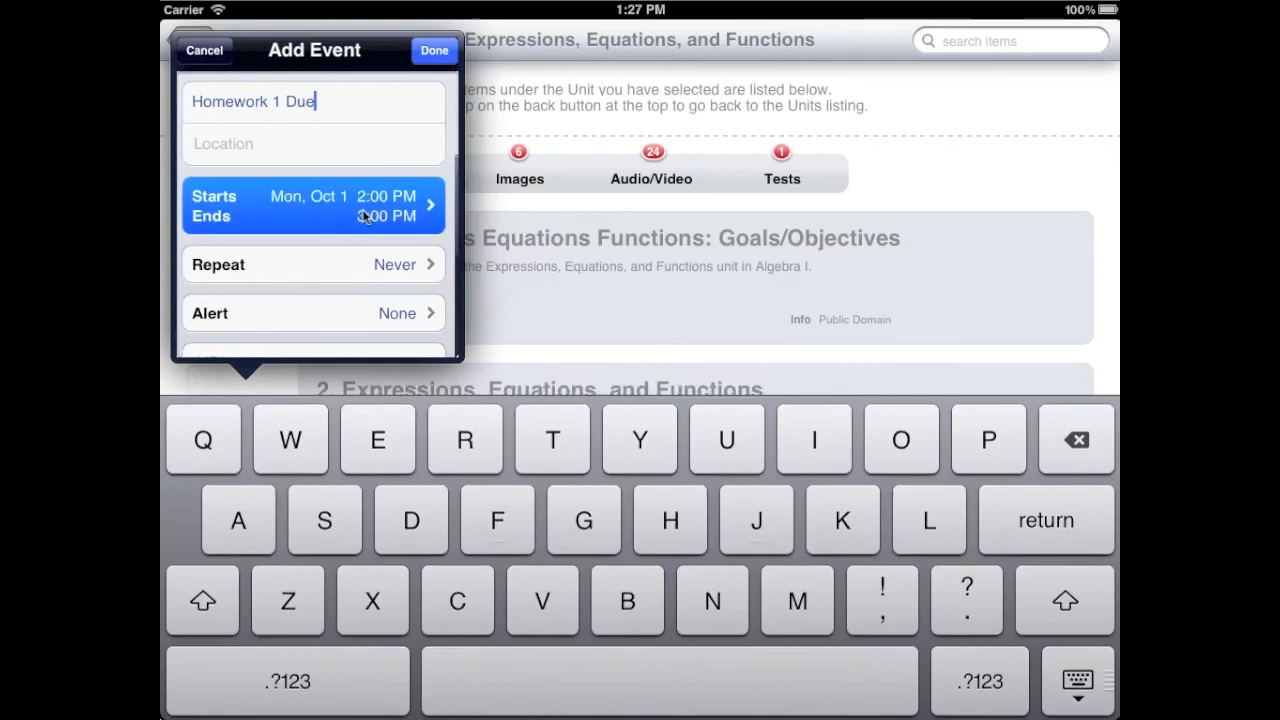 Carrier
1:27 PM
100%
Cancel
Add Event
Done
Expressions, Equations, and Functions
search items
Homework 1 Due
Location
Starts Mon, Oct 1 2:00 PM
Ends :00 PM
Repeat Never
Alert None
under the Unit you have selected are listed below.
on the back button at the top to go back to the Units listing.
6
24
1
Images
Audio/Video
Tests
Equations Functions: Goals/Objectives
the Expressions, Equations, and Functions unit in Algebra I.
Info Public Domain
2. Expressions, Equations, and Functions
Q W E R T Y U I O P
A S D F G H J K L return
Z X C V B N M ! , ? .
.?123 .?123